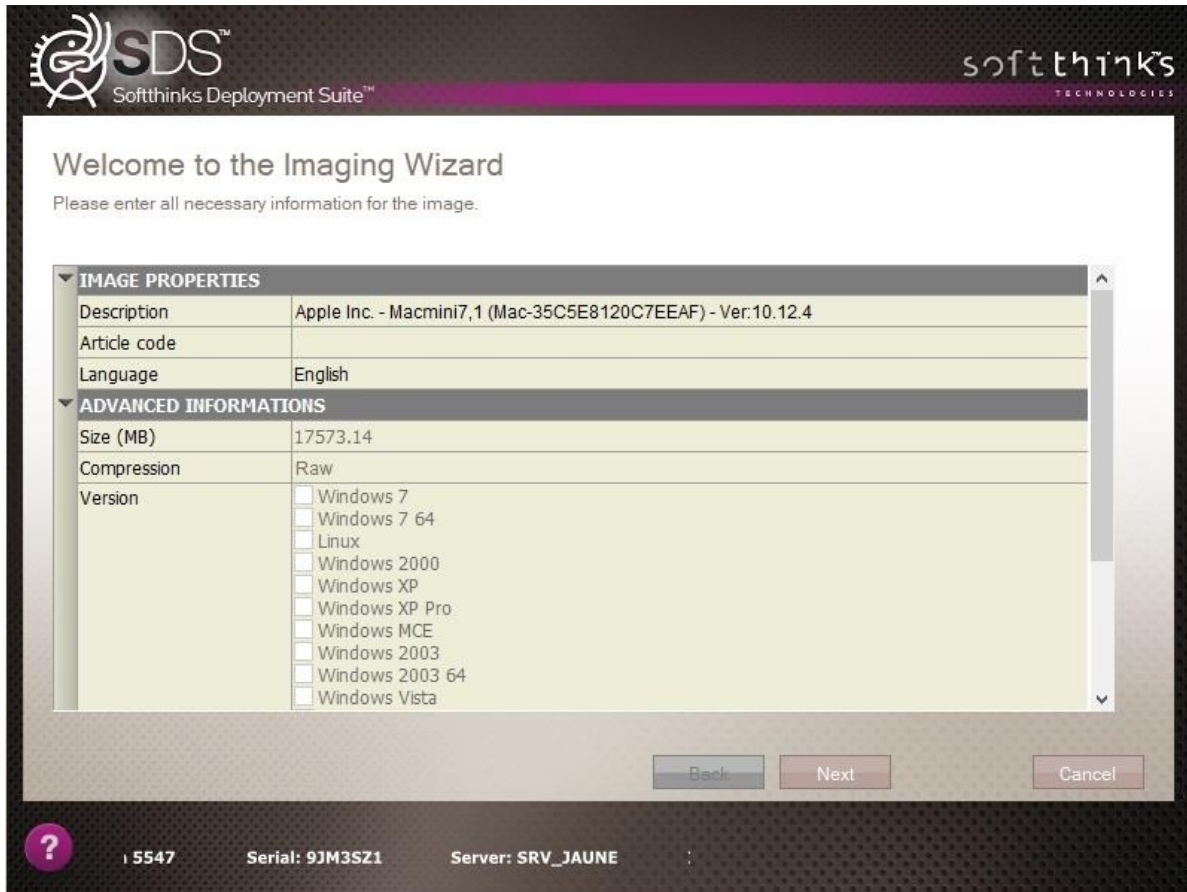 SDS™
Softthinks Deployment Suite™
softthinks™
TECHNOLOGIES
Welcome to the Imaging Wizard
Please enter all necessary information for the image.
IMAGE PROPERTIES
Description Apple Inc. - Macmini7,1 (Mac-35C5E8120C7EEAF) - Ver:10.12.4
Article code
Language English
ADVANCED INFORMATIONS
Size (MB) 17573.14
Compression Raw
Version Windows 7
Windows 7 64
Linux
Windows 2000
Windows XP
Windows XP Pro
Windows MCE
Windows 2003
Windows 2003 64
Windows Vista
Back Next Cancel
? 5547 Serial: 9JM3SZ1 Server: SRV_JAUNE